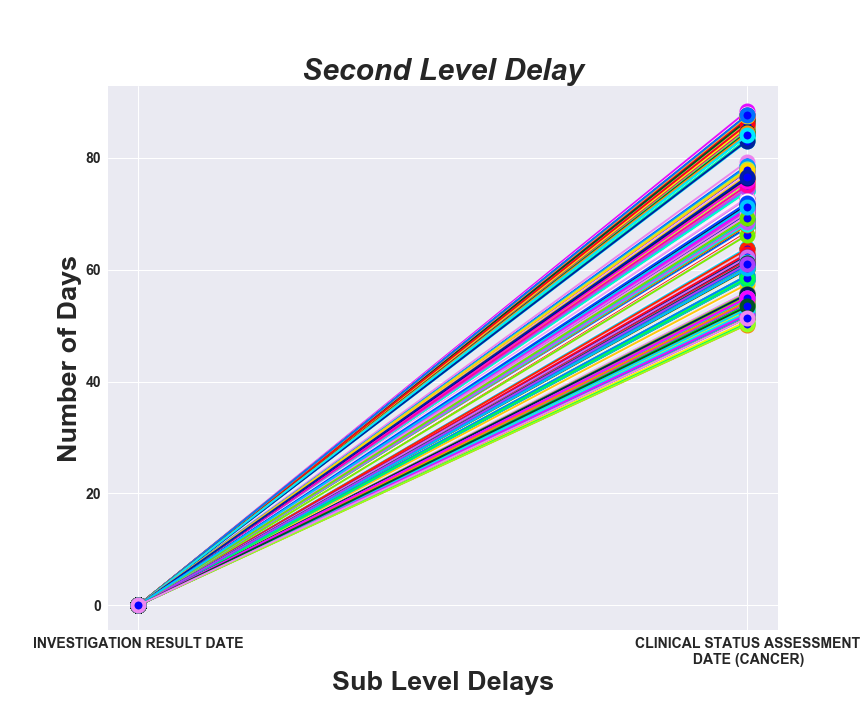 Second Level Delay
80
60
40
20
0
Number of Days
INVESTIGATION RESULT DATE
CLINICAL STATUS ASSESSMENT
DATE (CANCER)
Sub Level Delays